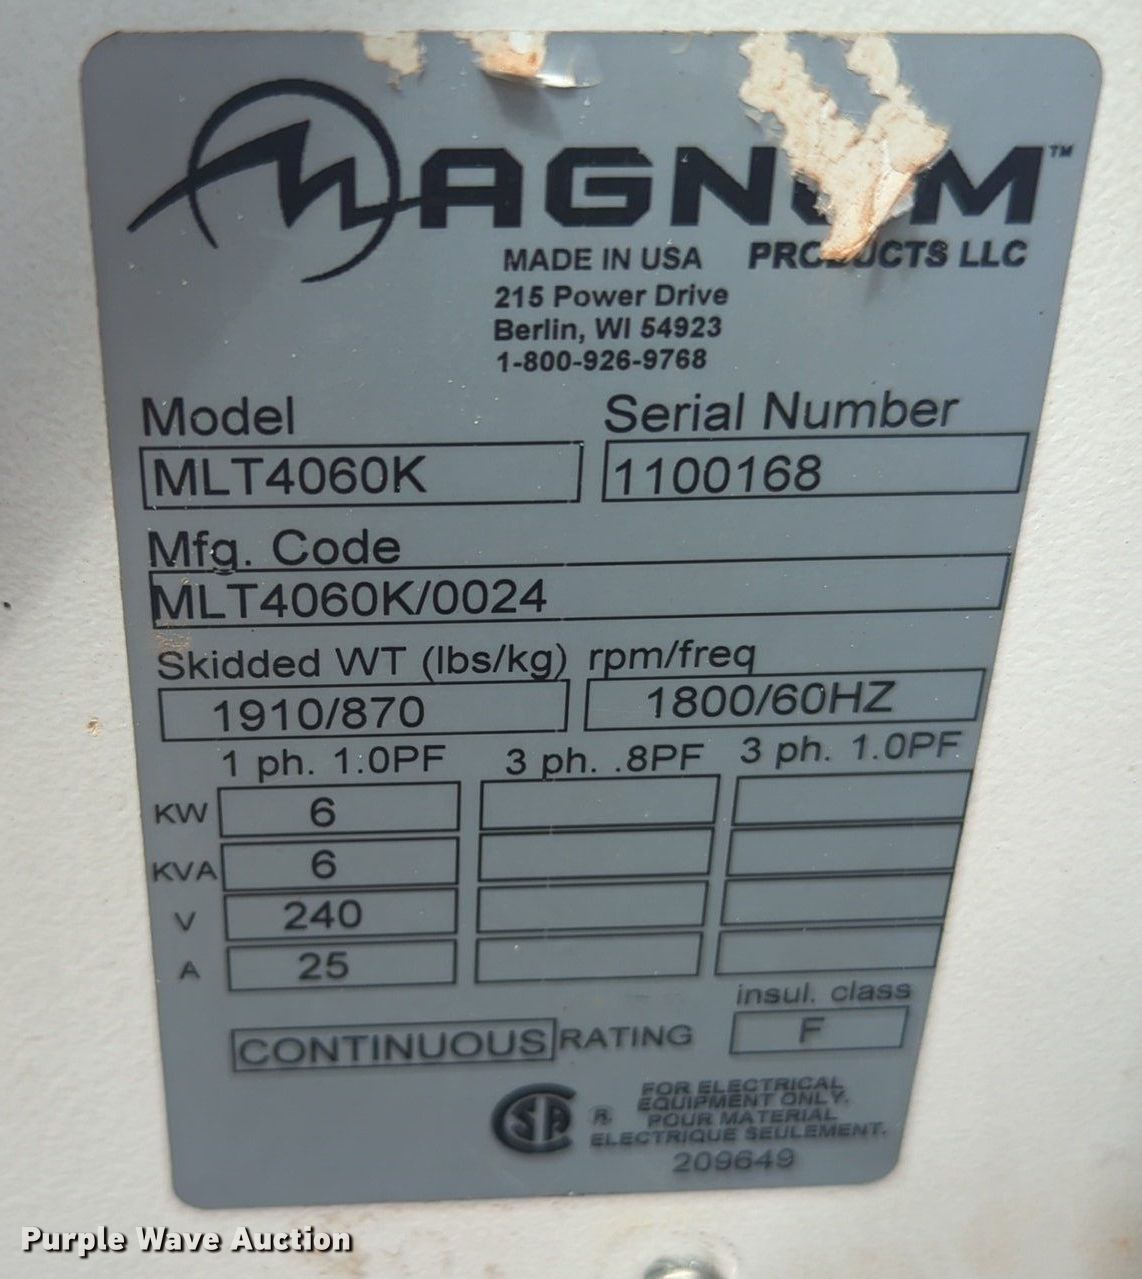 MAGNUM™
MADE IN USA PRODUCTS LLC
215 Power Drive
Berlin, WI 54923
1-800-926-9768
Model Serial Number
MLT4060K 1100168
Mfg. Code
MLT4060K/0024
Skidded WT (lbs/kg) rpm/freq
1910/870 1800/60HZ
1 ph. 1.0PF 3 ph. .8PF 3 ph. 1.0PF
KW 6
KVA 6
V 240
A 25
insul. class
CONTINUOUS RATING F
CSA ® FOR ELECTRICAL
EQUIPMENT ONLY.
POUR MATERIAL
ELECTRIQUE SEULEMENT.
209649
Purple Wave Auction